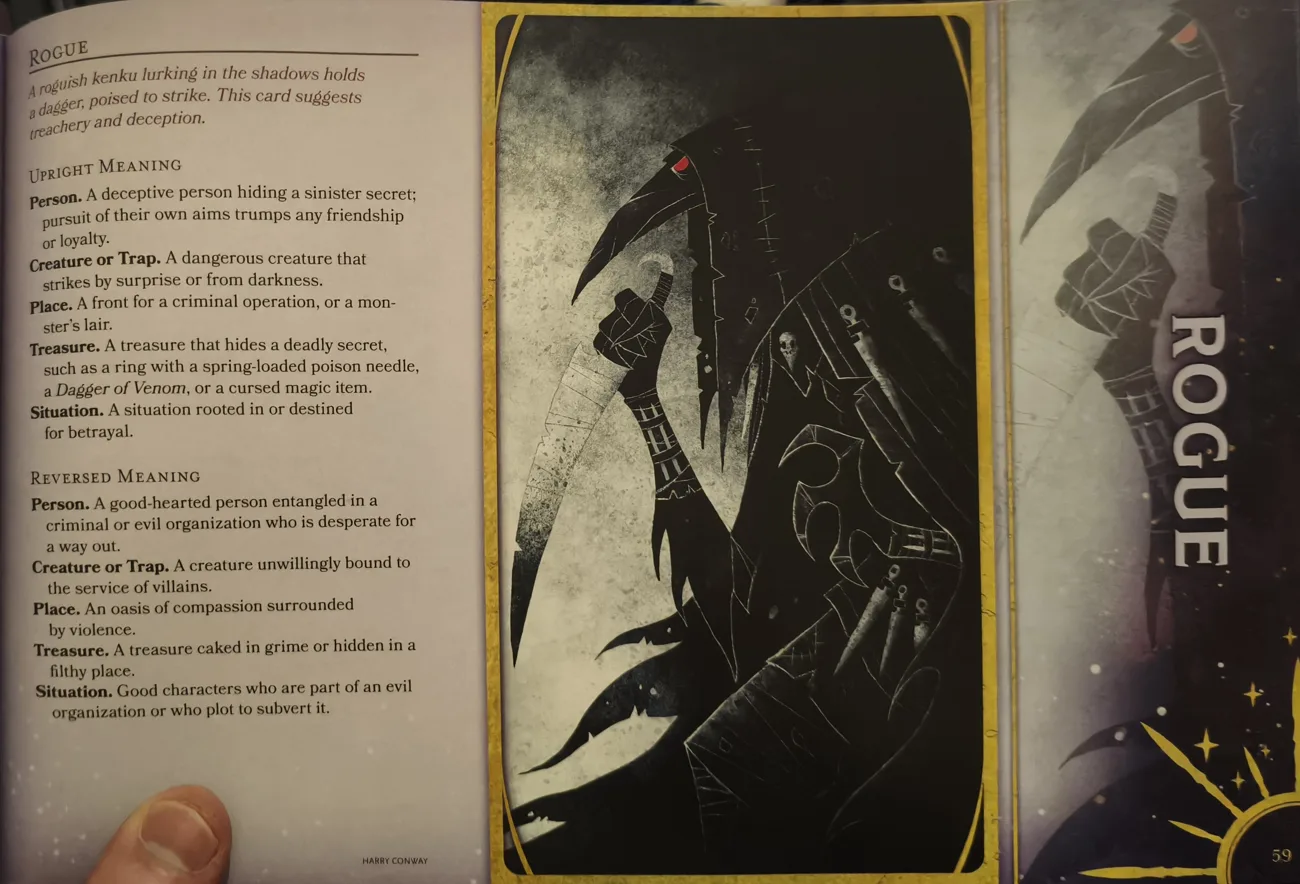 ROGUE
A roguish kenku lurking in the shadows holds
a dagger, poised to strike. This card suggests
treachery and deception.
UPRIGHT MEANING
Person. A deceptive person hiding a sinister secret;
pursuit of their own aims trumps any friendship
or loyalty.
Creature or Trap. A dangerous creature that
strikes by surprise or from darkness.
Place. A front for a criminal operation, or a mon-
ster's lair.
Treasure. A treasure that hides a deadly secret,
such as a ring with a spring-loaded poison needle,
a Dagger of Venom, or a cursed magic item.
Situation. A situation rooted in or destined
for betrayal.
REVERSED MEANING
Person. A good-hearted person entangled in a
criminal or evil organization who is desperate for
a way out.
Creature or Trap. A creature unwillingly bound to
the service of villains.
Place. An oasis of compassion surrounded
by violence.
Treasure. A treasure caked in grime or hidden in a
filthy place.
Situation. Good characters who are part of an evil
organization or who plot to subvert it.
HARRY CONWAY
ROGUE
59